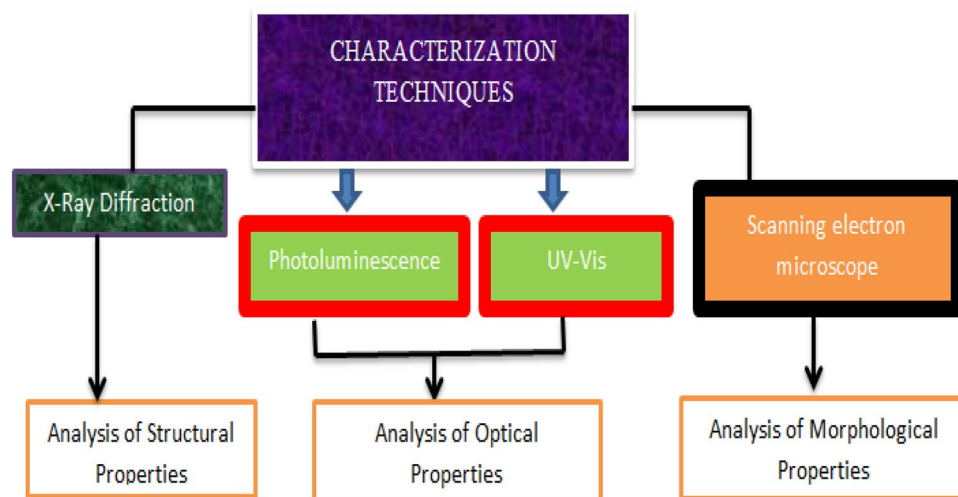 CHARACTERIZATION
TECHNIQUES
X-Ray Diffraction
Photoluminescence
UV-Vis
Scanning electron
microscope
Analysis of Structural
Properties
Analysis of Optical
Properties
Analysis of Morphological
Properties